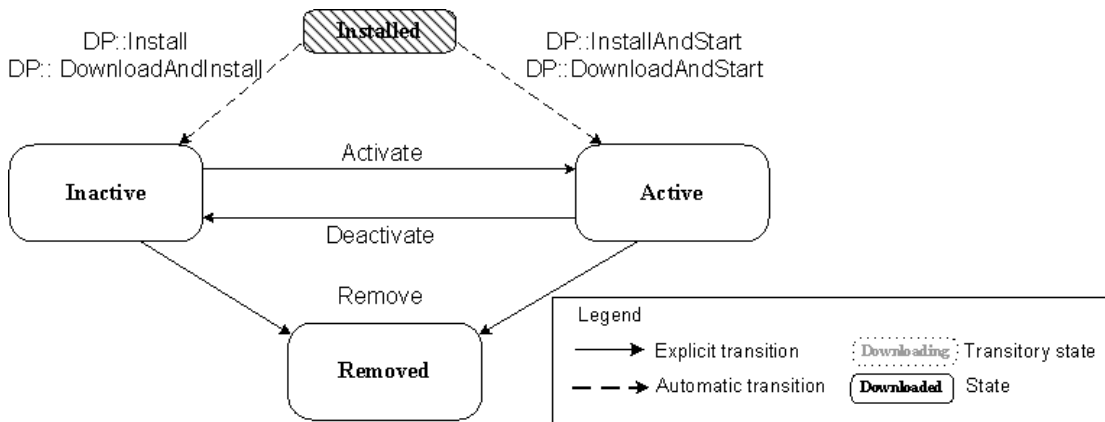 Installed
DP::Install
DP:: DownloadAndInstall
DP::InstallAndStart
DP::DownloadAndStart
Activate
Inactive
Active
Deactivate
Remove
Removed
Legend
Explicit transition
Downloading
Transitory state
Automatic transition
Downloaded
State